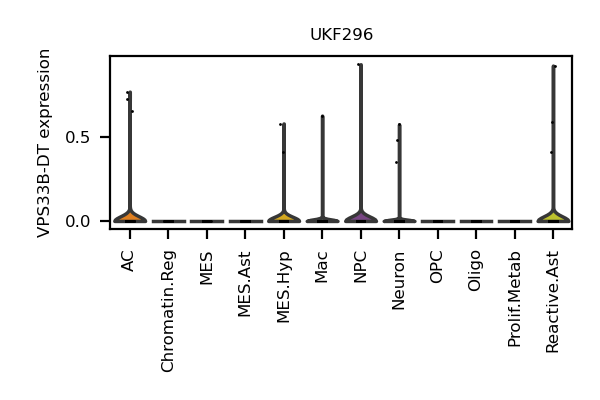 UKF296
VPS33B-DT expression
0.5
0.0
AC
Chromatin.Reg
MES
MES.Ast
MES.Hyp
Mac
NPC
Neuron
OPC
Oligo
Prolif.Metab
Reactive.Ast